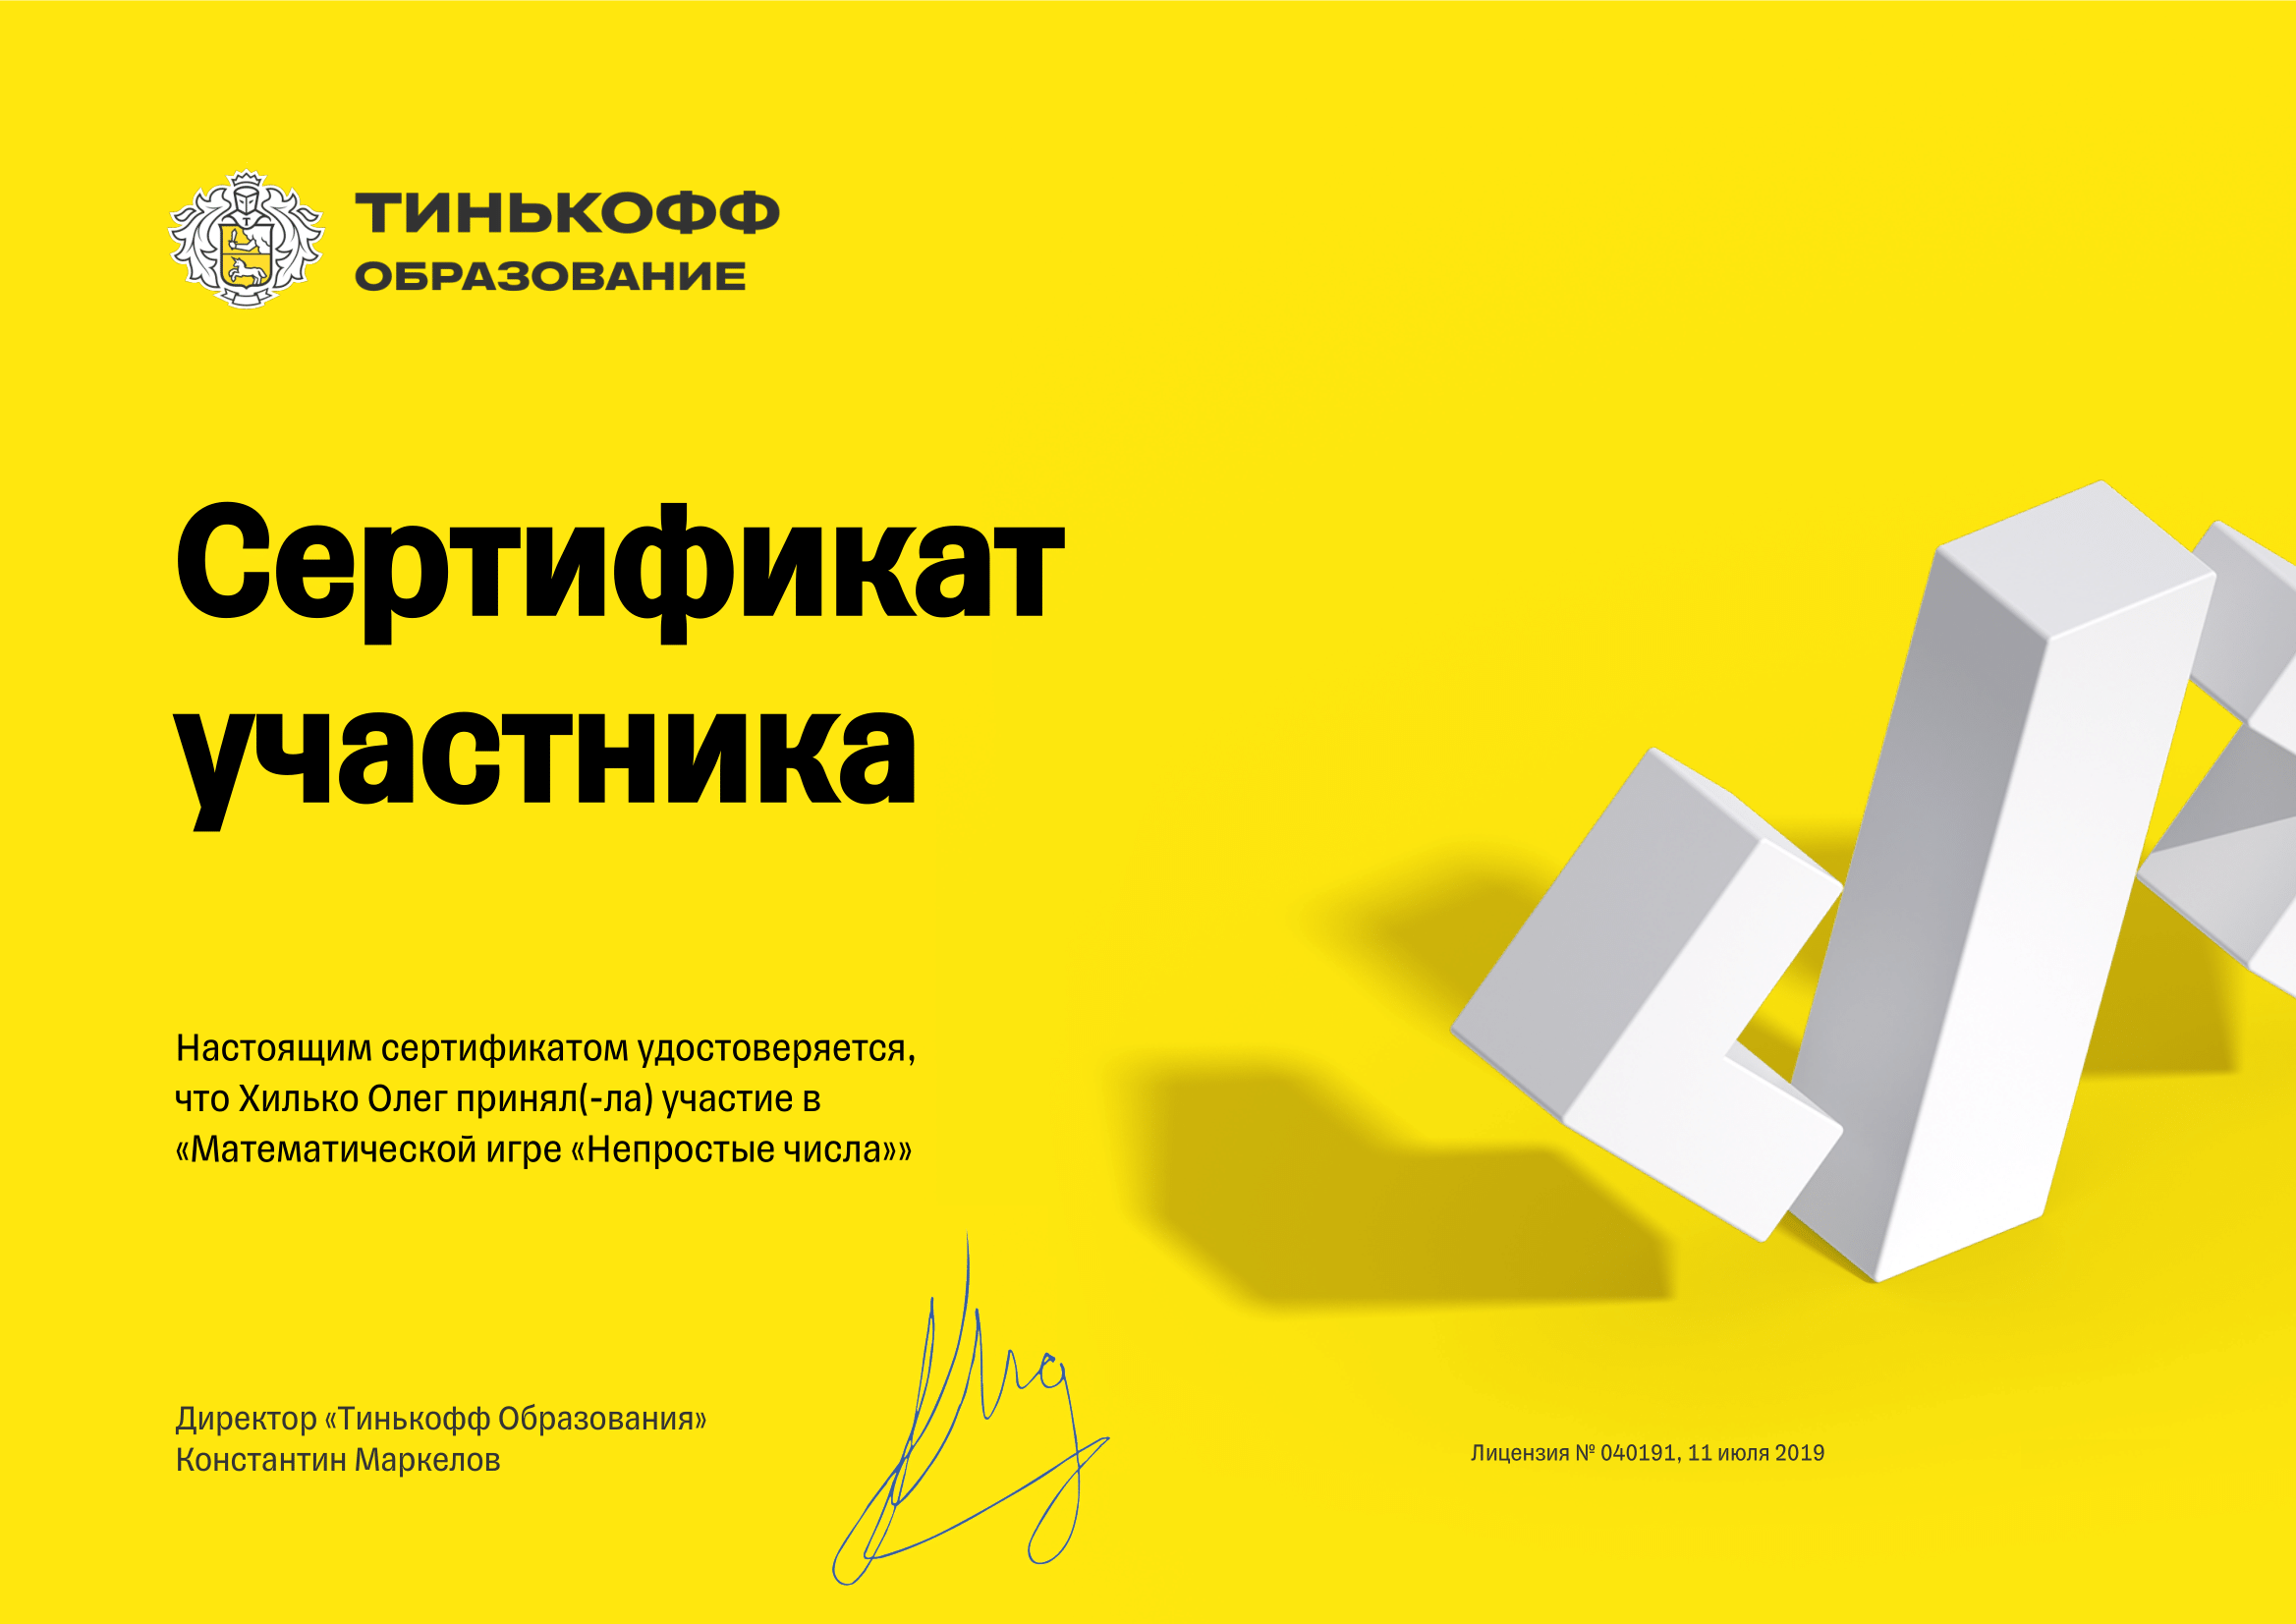 ТИНЬКОФФ
ОБРАЗОВАНИЕ
Сертификат
участника
Настоящим сертификатом удостоверяется,
что Хилько Олег принял(-ла) участие в
«Математической игре «Непростые числа»»
Директор «Тинькофф Образования»
Константин Маркелов
Лицензия № 040191, 11 июля 2019